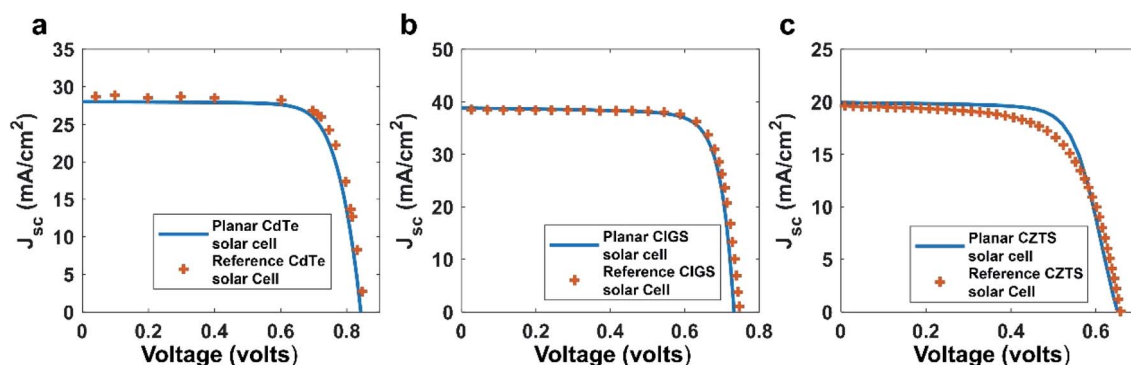 a
35
30
25
20
15
10
5
0
J_sc (mA/cm²)
Planar CdTe
solar cell
Reference CdTe
solar Cell
0 0.2 0.4 0.6 0.8
Voltage (volts)
b
50
40
30
20
10
0
J_sc (mA/cm²)
Planar CIGS
solar cell
Reference CIGS
solar Cell
0 0.2 0.4 0.6 0.8
Voltage (volts)
c
25
20
15
10
5
0
J_sc (mA/cm²)
Planar CZTS
solar cell
Reference CZTS
solar Cell
0 0.2 0.4 0.6
Voltage (volts)